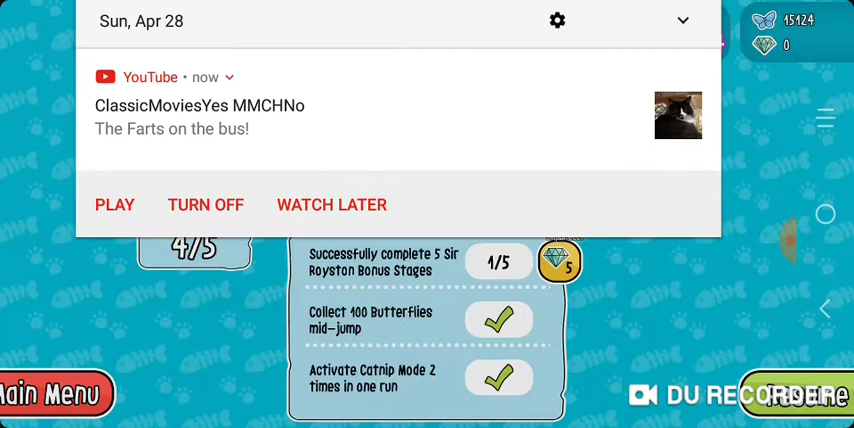 Sun, Apr 28
15124
0
YouTube • now
ClassicMoviesYes MMCHNo
The Farts on the bus!
PLAY TURN OFF WATCH LATER
4/5
Successfully complete 5 Sir
Royston Bonus Stages
1/5
5
Collect 100 Butterflies
mid-jump
Activate Catnip Mode 2
times in one run
Main Menu
DU RECORDER
Resume